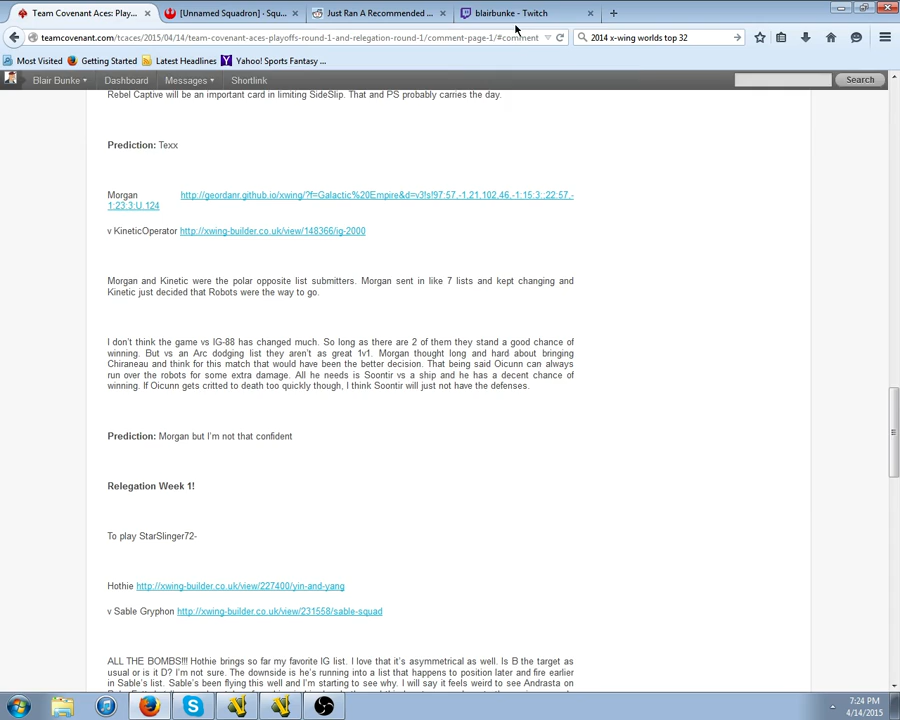 Team Covenant Aces: Play...
[Unnamed Squadron] · Squ...
Just Ran A Recommended ...
blairbunke - Twitch
teamcovenant.com/tcaces/2015/04/14/team-covenant-aces-playoffs-round-1-and-relegation-round-1/comment-page-1/#comment
2014 x-wing worlds top 32
Most Visited
Getting Started
Latest Headlines
Yahoo! Sports Fantasy ...
Blair Bunke
Dashboard
Messages
Shortlink
Search
Rebel Captive will be an important card in limiting SideSlip. That and PS probably carries the day.
Prediction: Texx
Morgan http://geordanr.github.io/xwing/?f=Galactic%20Empire&d=v3!s!97:57,-1,21,102,46,-1:15,3:;22:57,-
1:23:3:U.124
v KineticOperator http://xwing-builder.co.uk/view/148366/ig-2000
Morgan and Kinetic were the polar opposite list submitters. Morgan sent in like 7 lists and kept changing and
Kinetic just decided that Robots were the way to go.
I don't think the game vs IG-88 has changed much. So long as there are 2 of them they stand a good chance of
winning. But vs an Arc dodging list they aren't as great 1v1. Morgan thought long and hard about bringing
Chiraneau and think for this match that would have been the better decision. That being said Oicunn can always
run over the robots for some extra damage. All he needs is Soontir vs a ship and he has a decent chance of
winning. If Oicunn gets critted to death too quickly though, I think Soontir will just not have the defenses.
Prediction: Morgan but I'm not that confident
Relegation Week 1!
To play StarSlinger72-
Hothie http://xwing-builder.co.uk/view/227400/yin-and-yang
v Sable Gryphon http://xwing-builder.co.uk/view/231558/sable-squad
ALL THE BOMBS!!! Hothie brings so far my favorite IG list. I love that it's asymmetrical as well. Is B the target as
usual or is it D? I'm not sure. The downside is he's running into a list that happens to position later and fire earlier
in Sable's list. Sable's been flying this well and I'm starting to see why. I will say it feels weird to see Andrasta on
7:24 PM
4/14/2015